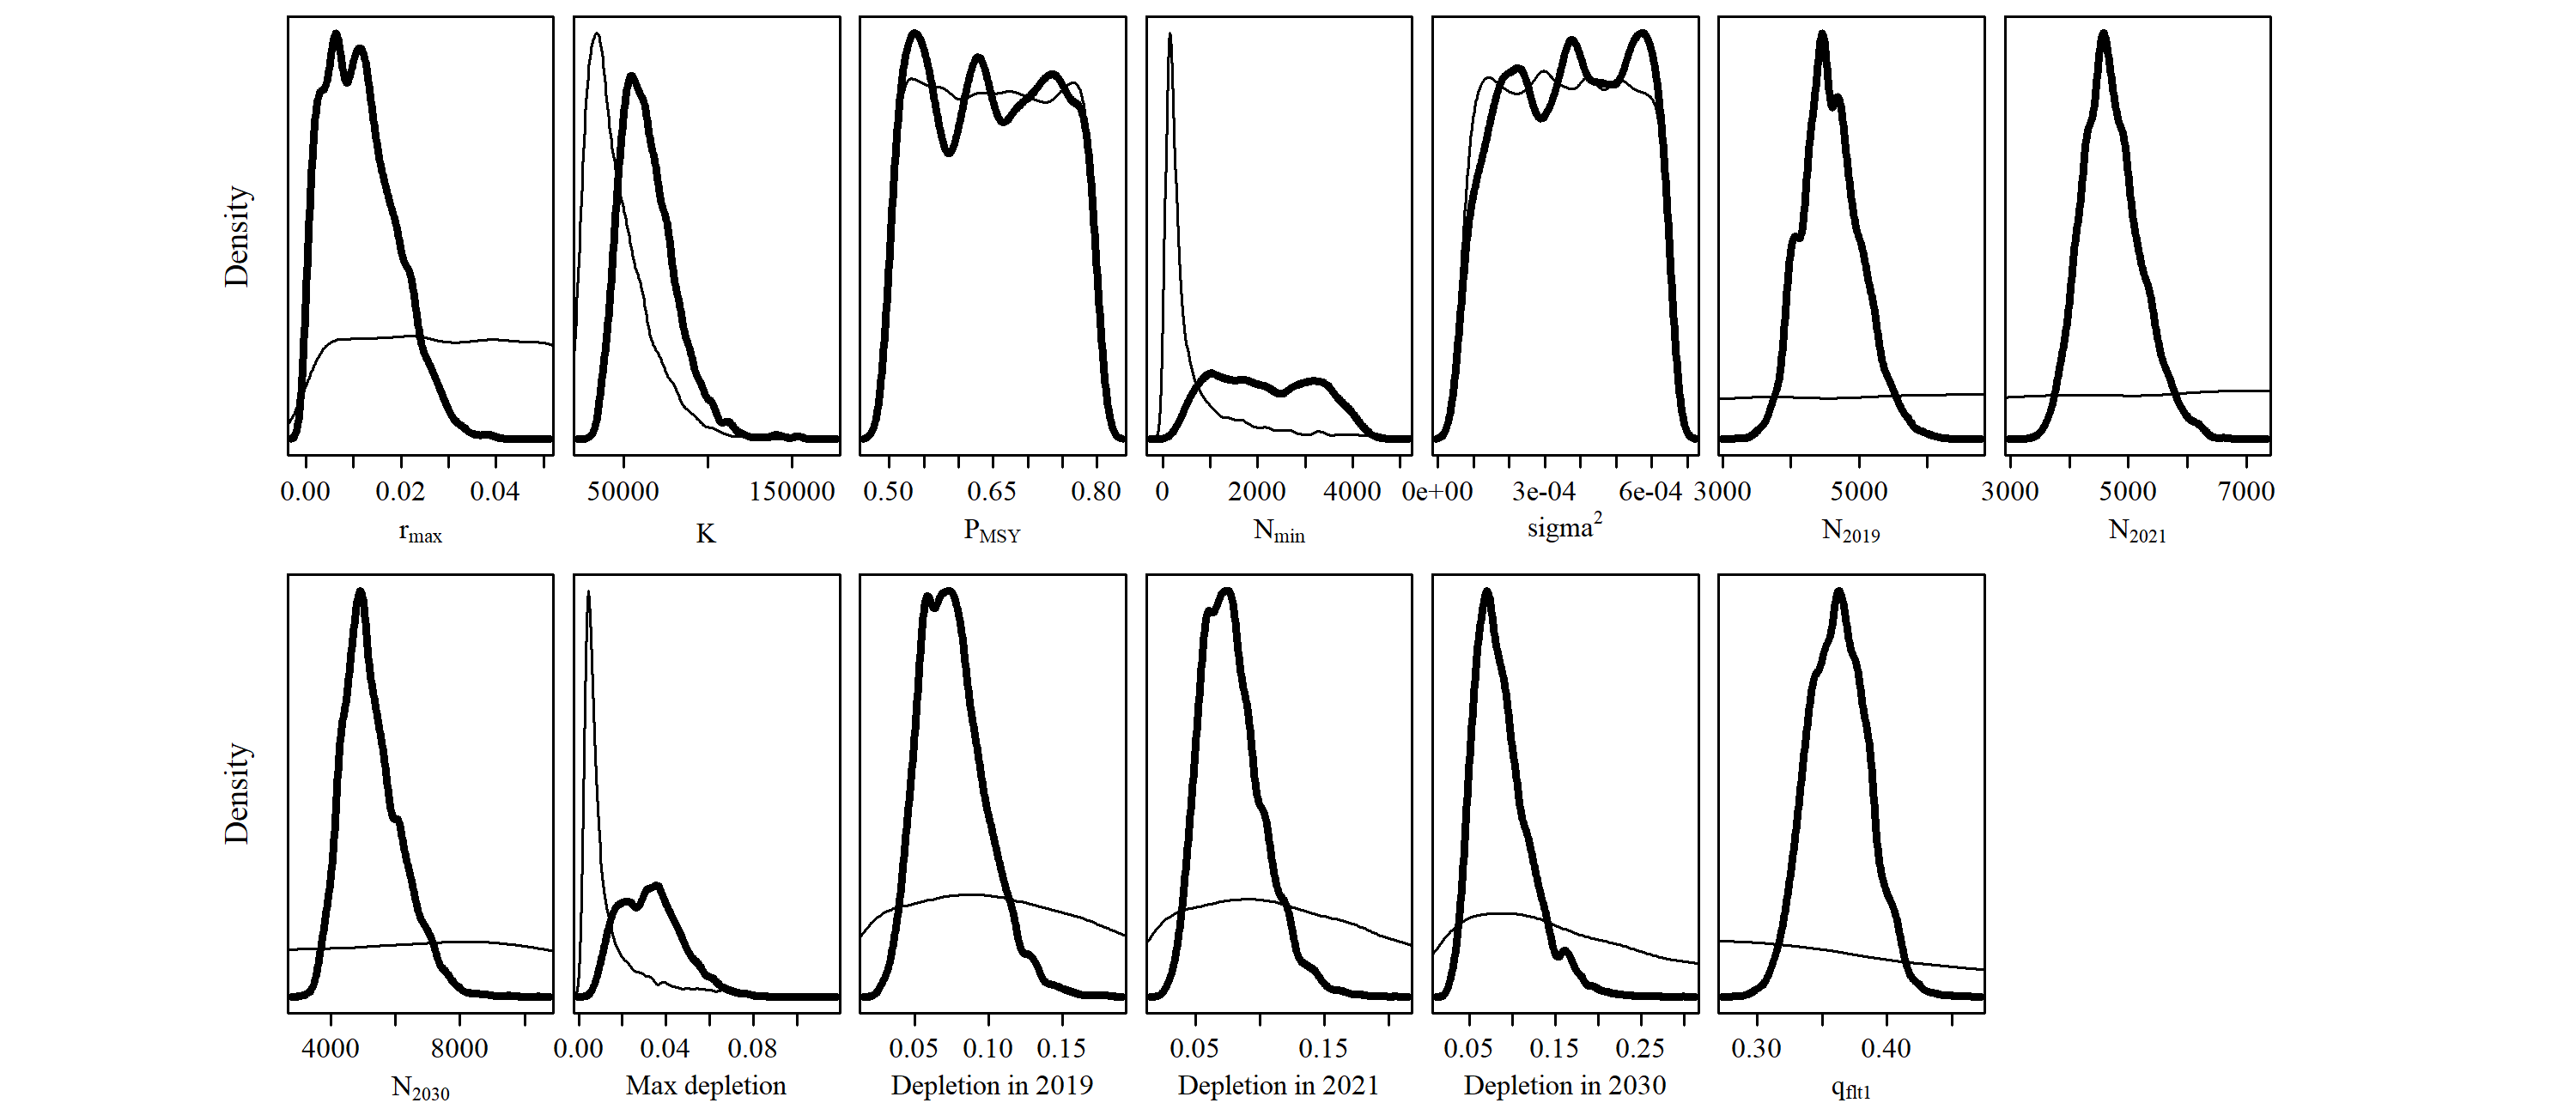 Density
0.00 0.02 0.04 50000 150000 0.50 0.65 0.80 0 2000 4000 0e+00 3e-04 6e-04 3000 5000 3000 5000 7000
rmax K PMSY Nmin sigma2 N2019 N2021
Density
4000 8000 0.00 0.04 0.08 0.05 0.10 0.15 0.05 0.15 0.05 0.15 0.25 0.30 0.40
N2030 Max depletion Depletion in 2019 Depletion in 2021 Depletion in 2030 qflt1